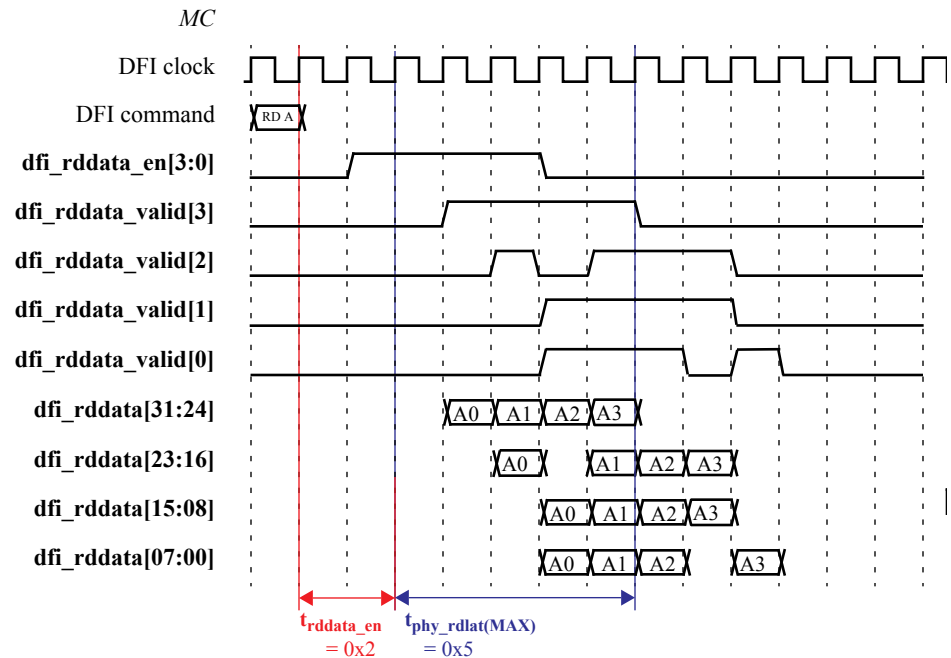 MC
DFI clock
DFI command
RD A
dfi_rddata_en[3:0]
dfi_rddata_valid[3]
dfi_rddata_valid[2]
dfi_rddata_valid[1]
dfi_rddata_valid[0]
dfi_rddata[31:24]
A0 A1 A2 A3
dfi_rddata[23:16]
A0 A1 A2 A3
dfi_rddata[15:08]
A0 A1 A2 A3
dfi_rddata[07:00]
A0 A1 A2 A3
trddata_en
= 0x2
tphy_rdlat(MAX)
= 0x5